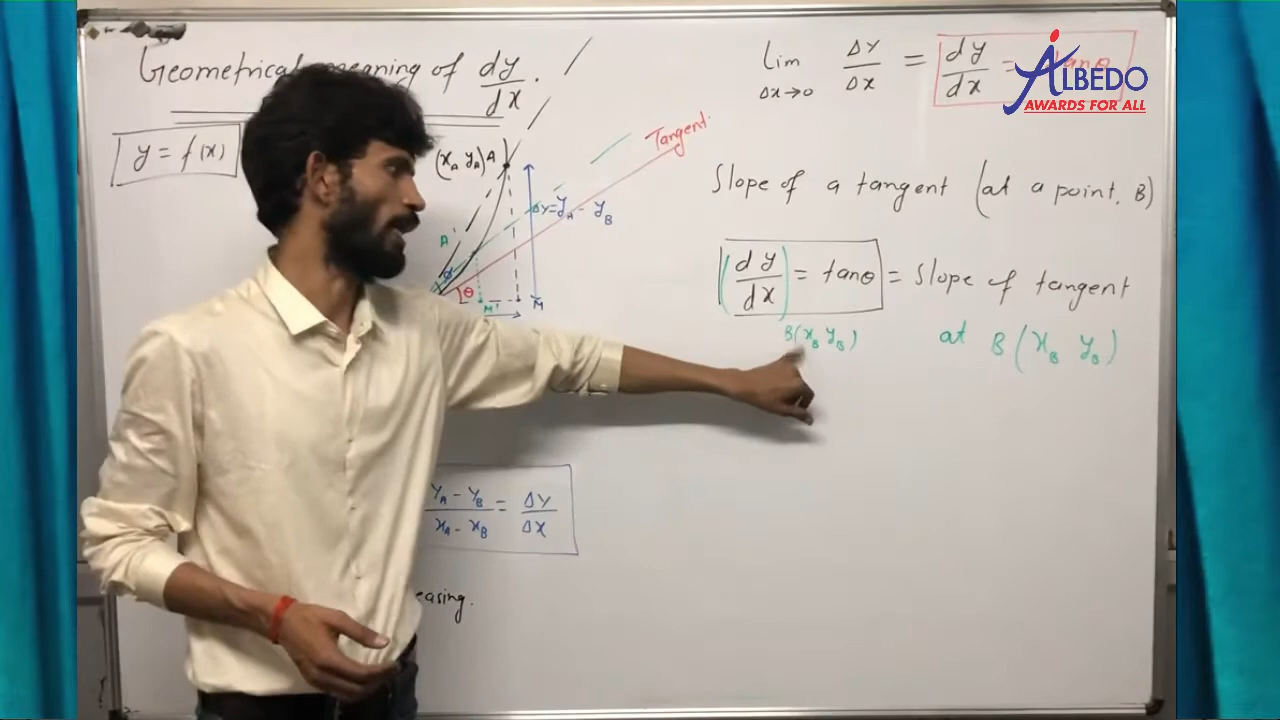 Geometrical meaning of dy/dx.
y = f(x)
(xA yA) A
Tangent
A'
Δy = yA - yB
φ
θ
M'
M
yA - yB / xA - xB = Δy/Δx
easing.
Lim Δx→0 Δy/Δx = dy/dx = tanθ
ALBEDO
AWARDS FOR ALL
Slope of a tangent (at a point, B)
(dy/dx) = tanθ = slope of tangent
B(xB yB)
at B (xB yB)